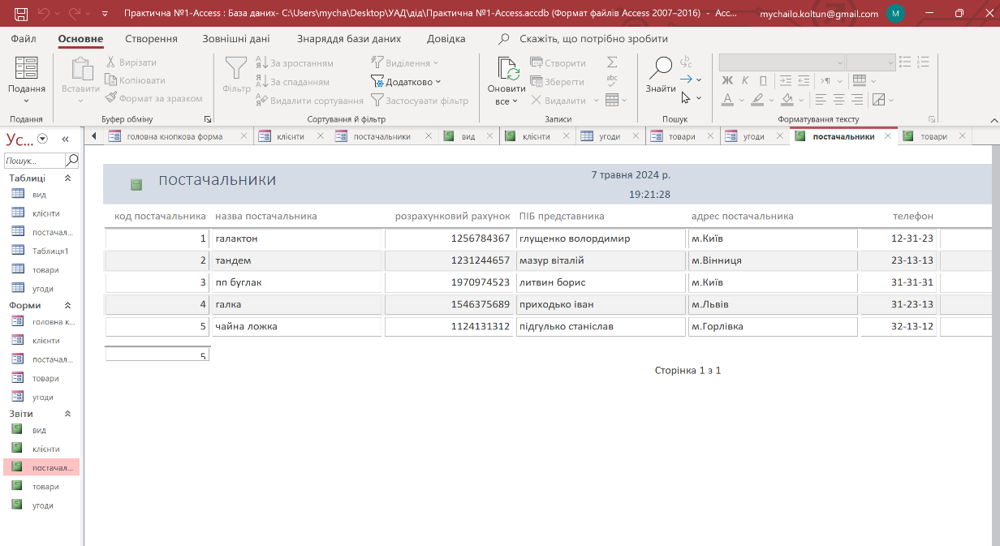 Практична №1-Access : База даних- C:\Users\mycha\Desktop\УАД\дід\Практична №1-Access.accdb (Формат файлів Access 2007–2016) - Acc...
mychailo.koltun@gmail.com M
Файл Основне Створення Зовнішні дані Знаряддя бази даних Довідка Скажіть, що потрібно зробити
Подання
Подання
Вставити
Вирізати
Копіювати
Формат за зразком
Буфер обміну
Фільтр
За зростанням
За спаданням
Видалити сортування
Виділення
Додатково
Застосувати фільтр
Сортування й фільтр
Оновити
все
Створити
Зберегти
Видалити
Записи
Знайти
Пошук
Ж К П
Форматування тексту
головна кнопкова форма клієнти постачальники вид клієнти угоди товари угоди постачальники товари
Ус...
Пошук...
Таблиці
вид
клієнти
постачал...
Таблиця1
товари
угоди
Форми
головна к...
клієнти
постачал...
товари
угоди
Звіти
вид
клієнти
постачал...
товари
угоди
постачальники
7 травня 2024 р.
19:21:28
код постачальника назва постачальника розрахунковий рахунок ПІБ представника адрес постачальника телефон
1 галактон 1256784367 глущенко волордимир м.Київ 12-31-23
2 тандем 1231244657 мазур віталій м.Вінниця 23-13-13
3 пп буглак 1970974523 литвин борис м.Київ 31-31-31
4 галка 1546375689 приходько іван м.Львів 31-23-13
5 чайна ложка 1124131312 підгулько станіслав м.Горлівка 32-13-12
5
Сторінка 1 з 1